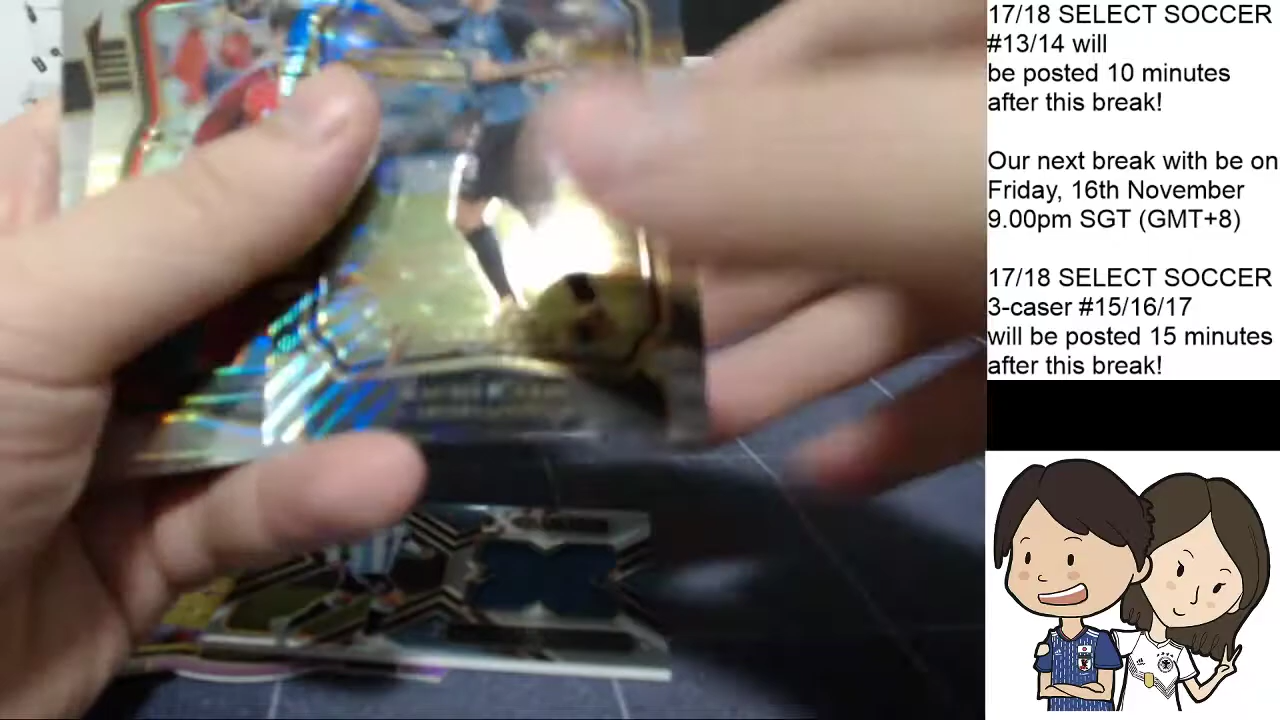 17/18 SELECT SOCCER
#13/14 will
be posted 10 minutes
after this break!
Our next break with be on
Friday, 16th November
9.00pm SGT (GMT+8)
17/18 SELECT SOCCER
3-caser #15/16/17
will be posted 15 minutes
after this break!